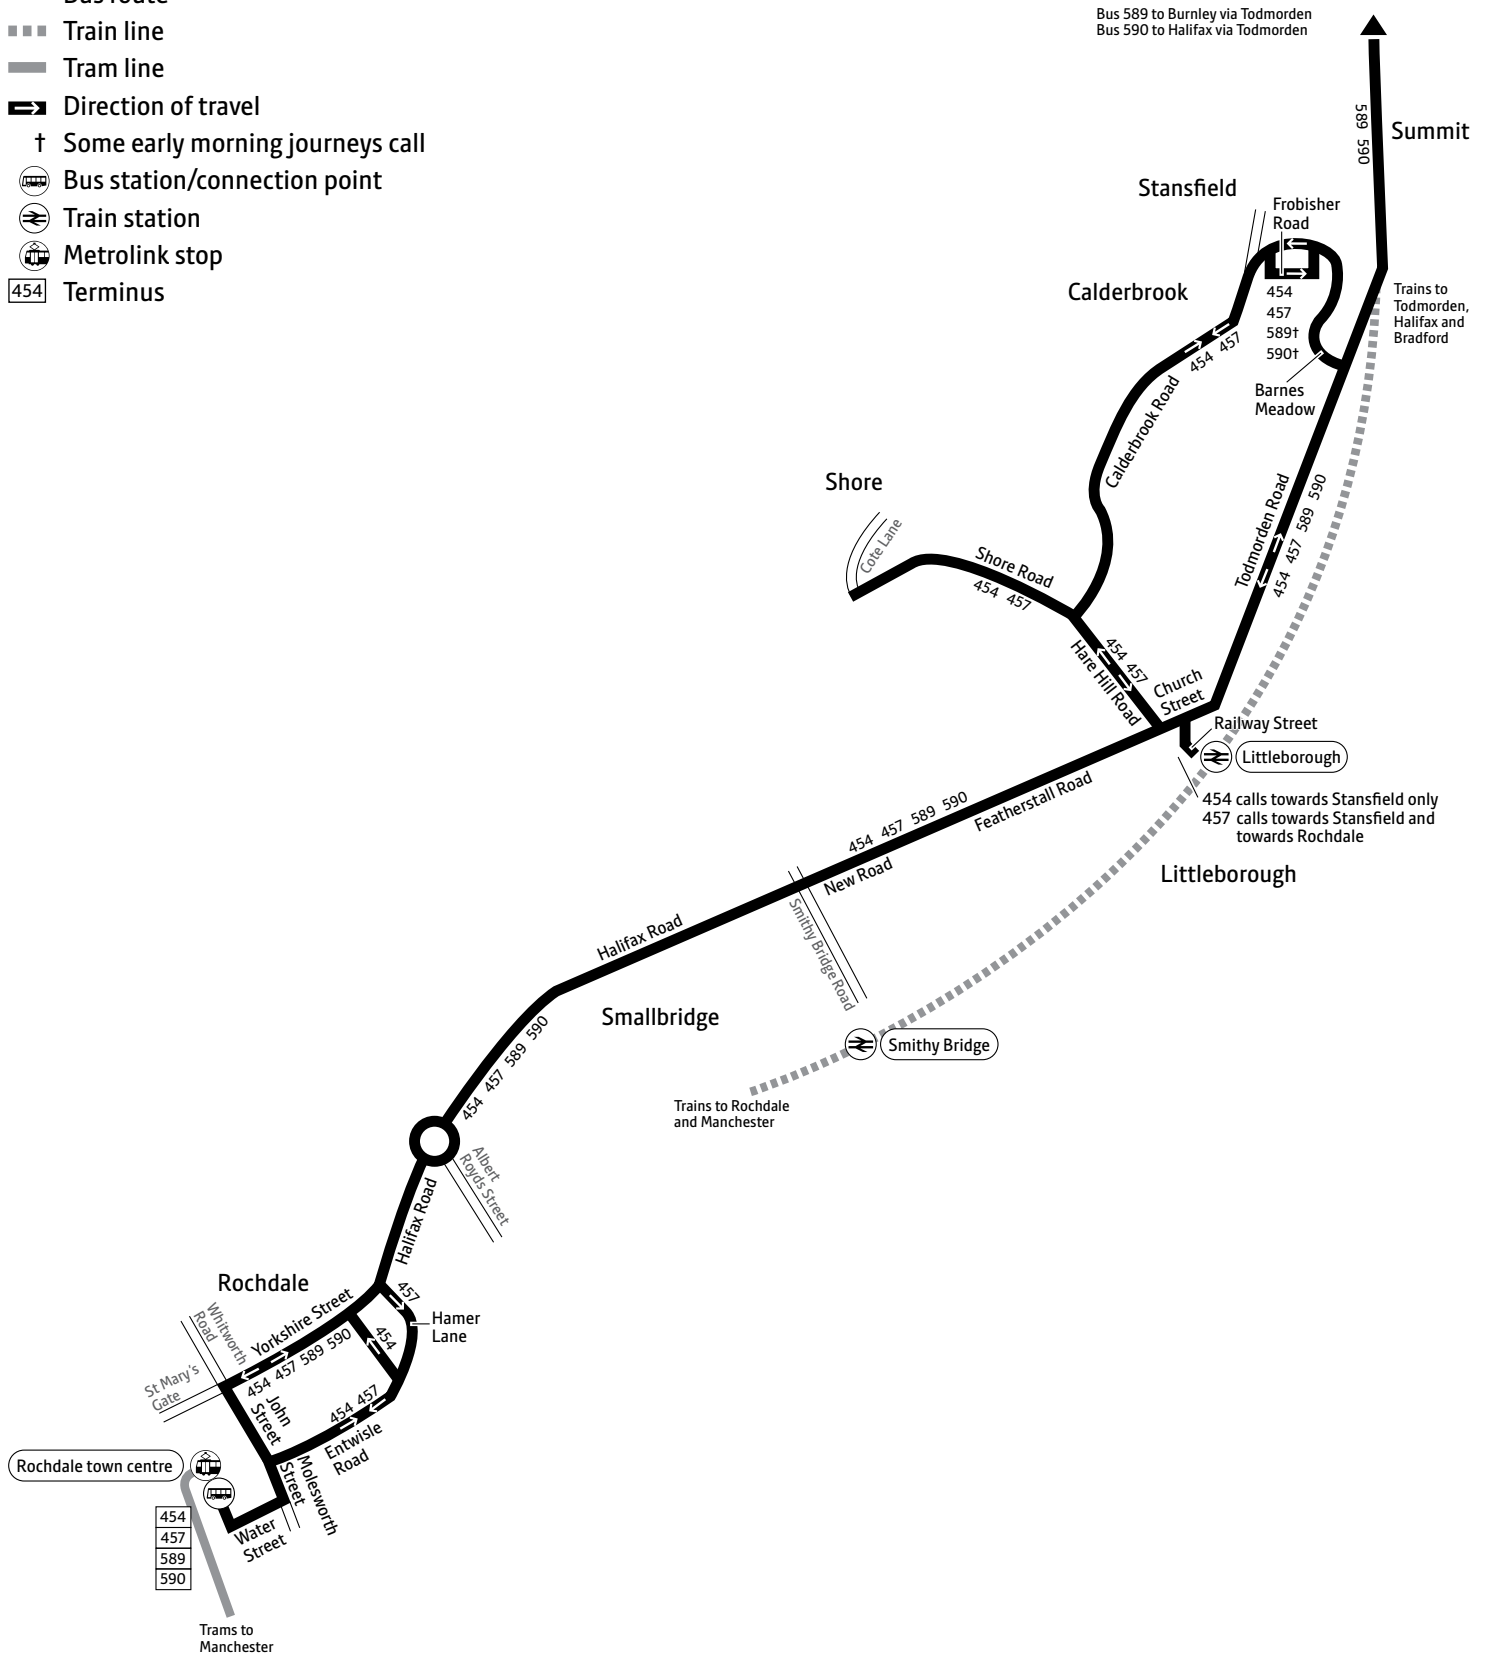 Bus route
Train line
Tram line
Direction of travel
† Some early morning journeys call
Bus station/connection point
Train station
Metrolink stop
454 Terminus
Bus 589 to Burnley via Todmorden
Bus 590 to Halifax via Todmorden
589 590
Summit
Stansfield
Frobisher
Road
Calderbrook
454
457
589†
590†
Trains to
Todmorden,
Halifax and
Bradford
454 457
Barnes
Meadow
Calderbrook Road
Shore
Cote Lane
Shore Road
454 457
Todmorden Road
454 457 589 590
454 457
Hare Hill Road
Church
Street
Railway Street
Littleborough
454 calls towards Stansfield only
457 calls towards Stansfield and
towards Rochdale
Littleborough
454 457 589 590
Featherstall Road
New Road
Smithy Bridge Road
Halifax Road
Smallbridge
Smithy Bridge
454 457 589 590
Trains to Rochdale
and Manchester
Albert
Royds Street
Halifax Road
Rochdale
457
Hamer
Lane
Whitworth
Road
Yorkshire Street
454 457 589 590
454
St Mary's
Gate
John
Street
454 457
Entwisle
Road
Rochdale town centre
Molesworth
Street
Water
Street
454
457
589
590
Trams to
Manchester